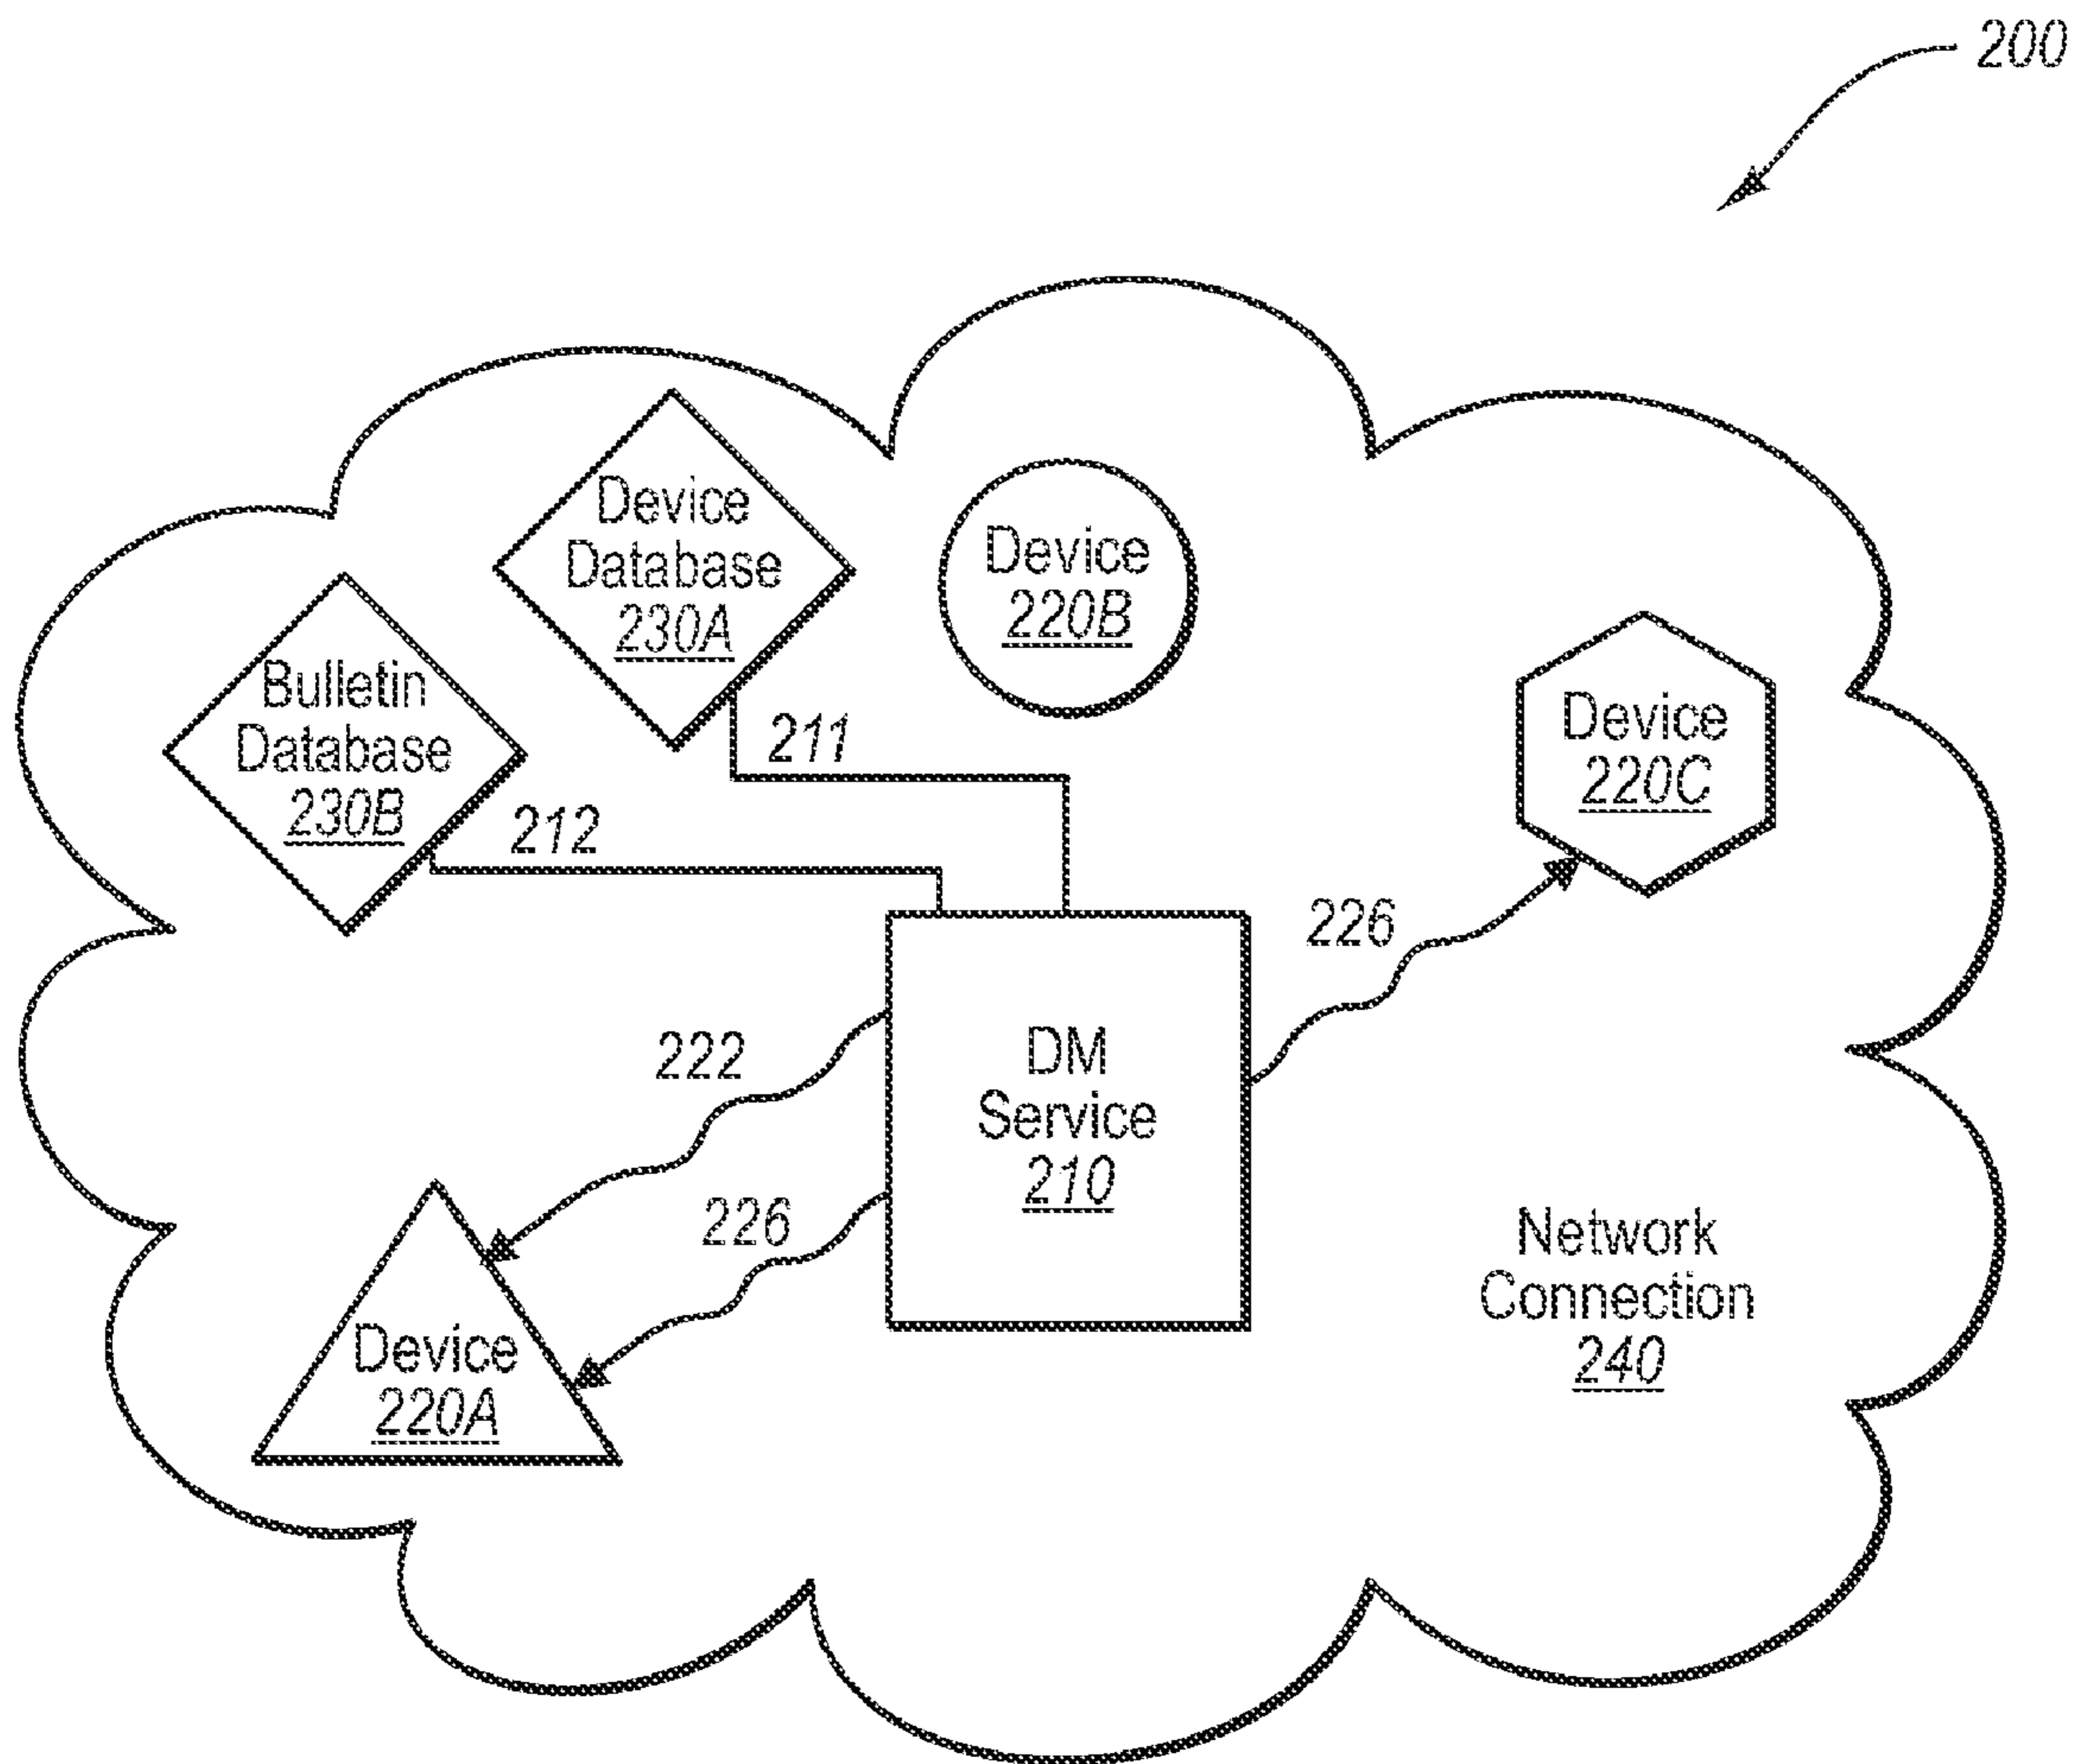 200
Device
Database
230A
Device
220B
Bulletin
Database
230B
211
Device
220C
212
226
222
DM
Service
210
226
Network
Connection
240
Device
220A